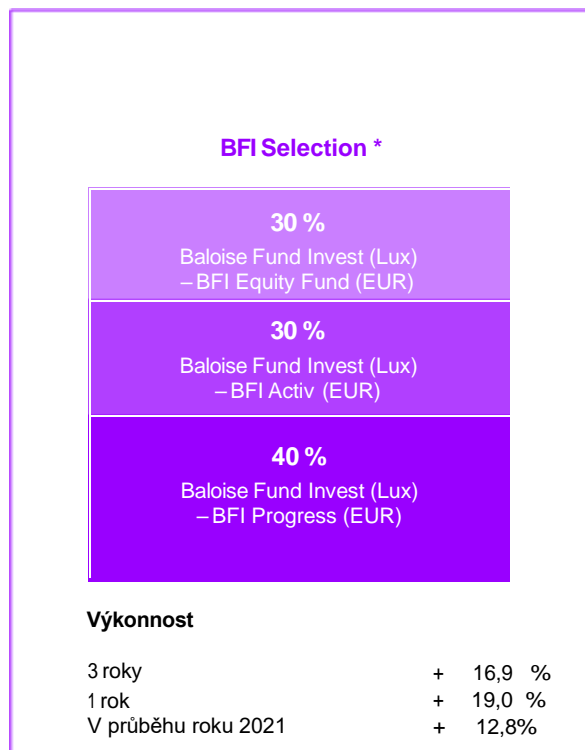 BFI Selection *
30 %
Baloise Fund Invest (Lux)
– BFI Equity Fund (EUR)
30 %
Baloise Fund Invest (Lux)
– BFI Activ (EUR)
40 %
Baloise Fund Invest (Lux)
– BFI Progress (EUR)
Výkonnost
3 roky + 16,9 %
1 rok + 19,0 %
V průběhu roku 2021 + 12,8%